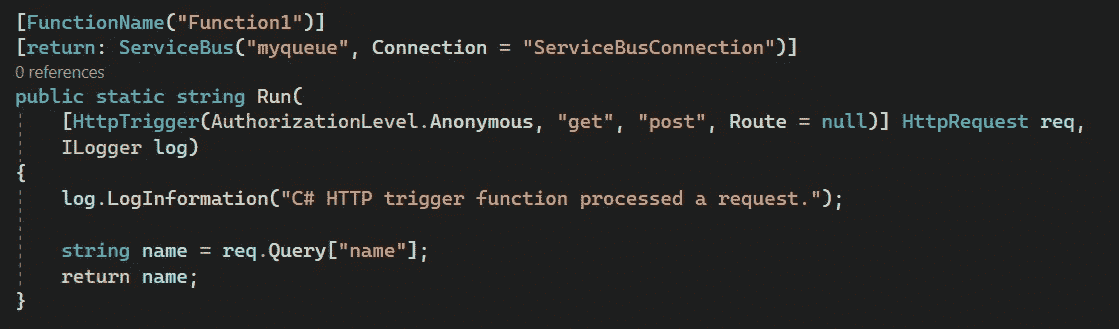 [FunctionName("Function1")]
[return: ServiceBus("myqueue", Connection = "ServiceBusConnection")]
0 references
public static string Run(
    [HttpTrigger(AuthorizationLevel.Anonymous, "get", "post", Route = null)] HttpRequest req,
    ILogger log)
{
    log.LogInformation("C# HTTP trigger function processed a request.");

    string name = req.Query["name"];
    return name;
}